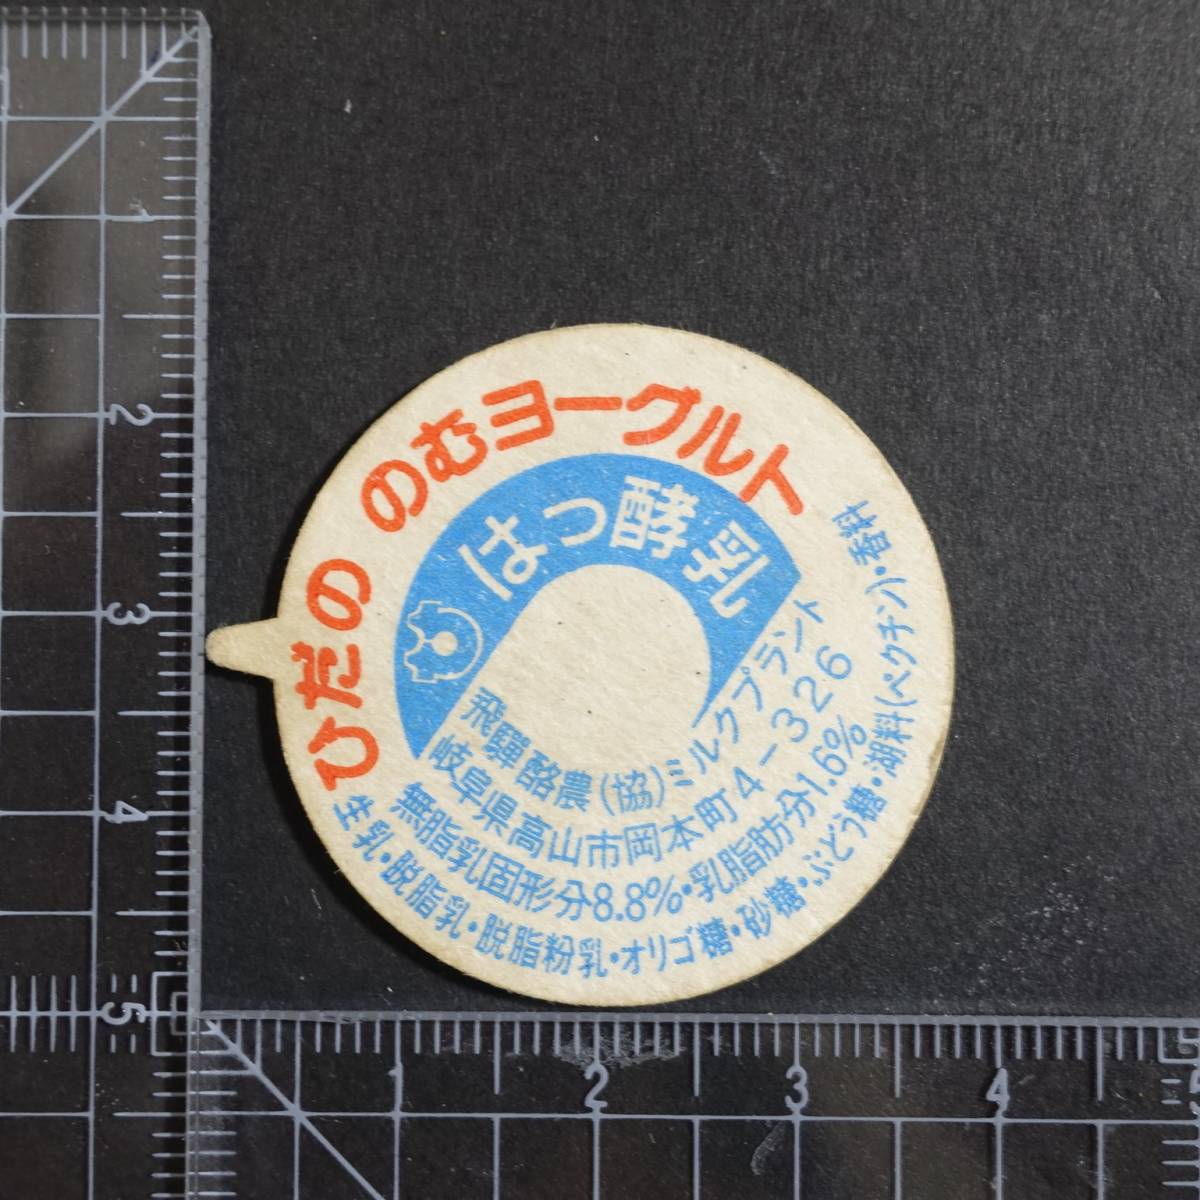 ひだの のむヨーグルト
はっ酵乳
飛騨酪農(協)ミルクプラント
岐阜県高山市岡本町4-326
無脂乳固形分8.8%・乳脂肪分1.6%
生乳・脱脂乳・脱脂粉乳・オリゴ糖・砂糖・ぶどう糖・湖料(ペクチン)・香料
1
2
3
4
5
1
2
3
4
5